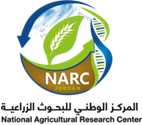 NARC
JORDAN
المركز الوطني للبحوث الزراعية
National Agricultural Research Center